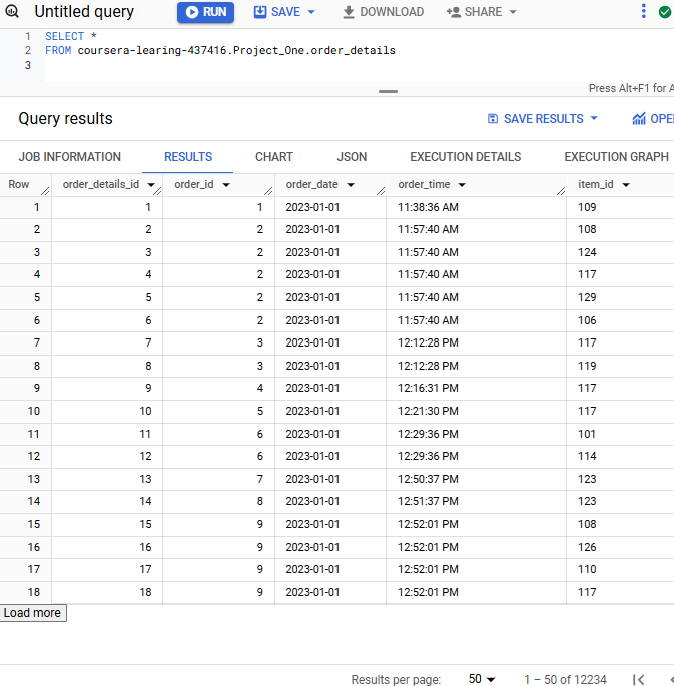 Untitled query RUN SAVE DOWNLOAD SHARE
1 SELECT *
2 FROM coursera-learing-437416.Project_One.order_details
3
Press Alt+F1 for A
Query results SAVE RESULTS OPE
JOB INFORMATION RESULTS CHART JSON EXECUTION DETAILS EXECUTION GRAPH
Row order_details_id order_id order_date order_time item_id
1 1 1 2023-01-01 11:38:36 AM 109
2 2 2 2023-01-01 11:57:40 AM 108
3 3 2 2023-01-01 11:57:40 AM 124
4 4 2 2023-01-01 11:57:40 AM 117
5 5 2 2023-01-01 11:57:40 AM 129
6 6 2 2023-01-01 11:57:40 AM 106
7 7 3 2023-01-01 12:12:28 PM 117
8 8 3 2023-01-01 12:12:28 PM 119
9 9 4 2023-01-01 12:16:31 PM 117
10 10 5 2023-01-01 12:21:30 PM 117
11 11 6 2023-01-01 12:29:36 PM 101
12 12 6 2023-01-01 12:29:36 PM 114
13 13 7 2023-01-01 12:50:37 PM 123
14 14 8 2023-01-01 12:51:37 PM 123
15 15 9 2023-01-01 12:52:01 PM 108
16 16 9 2023-01-01 12:52:01 PM 126
17 17 9 2023-01-01 12:52:01 PM 110
18 18 9 2023-01-01 12:52:01 PM 117
Load more
Results per page: 50 1 – 50 of 12234